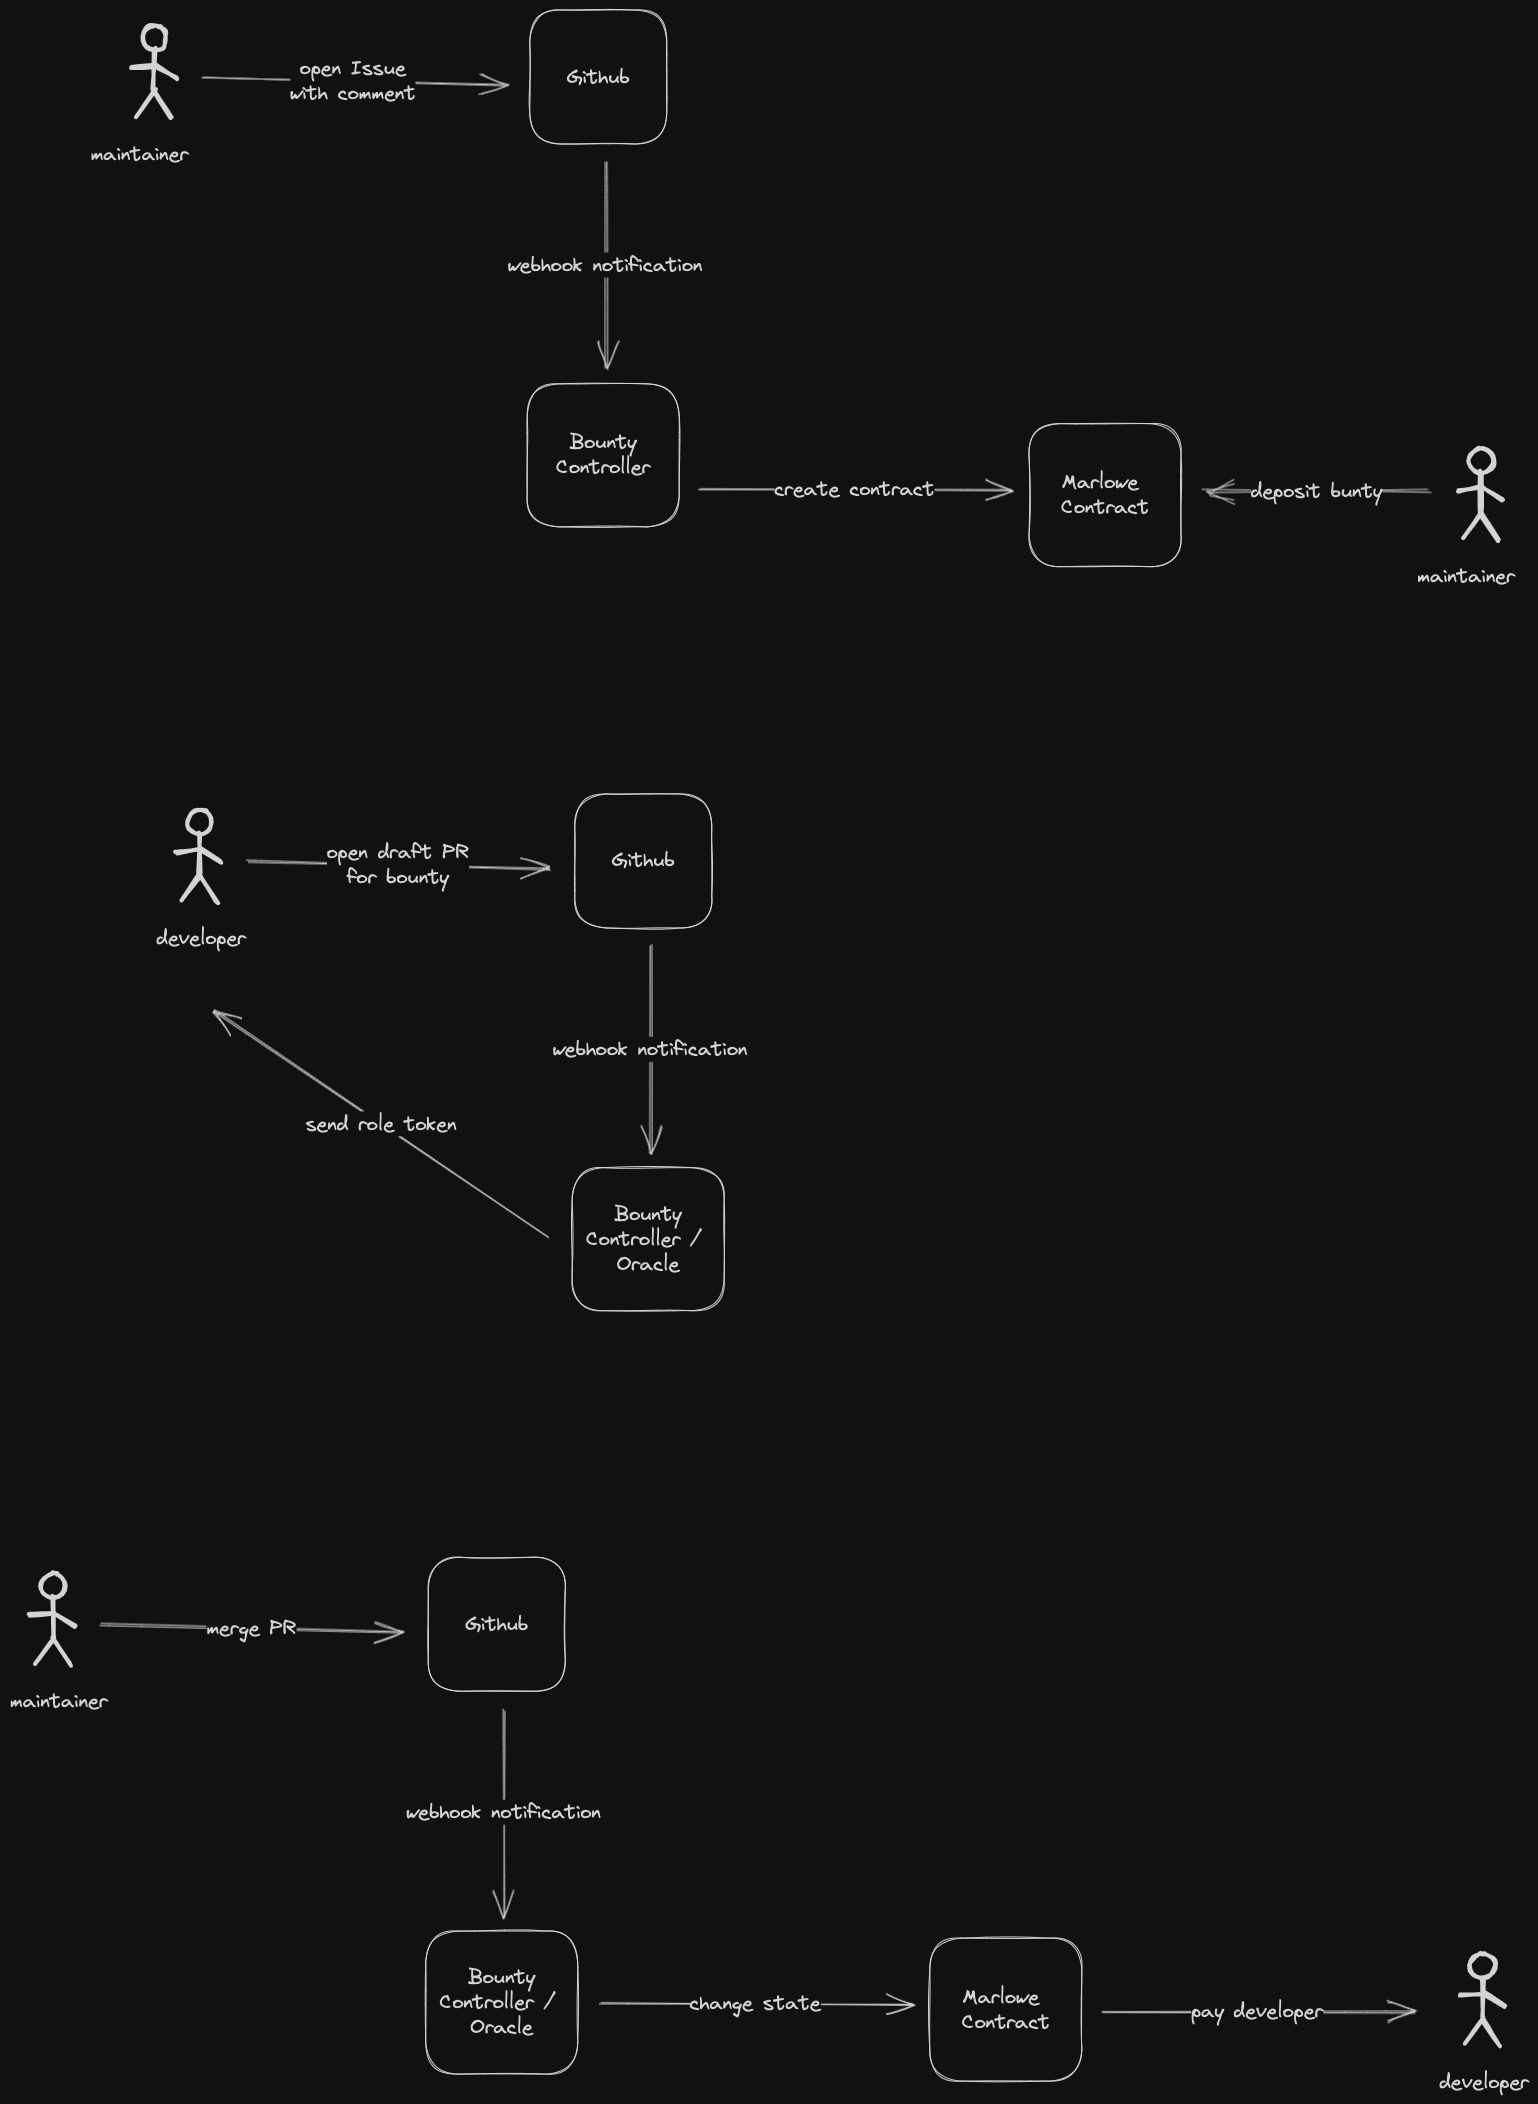 open Issue
with comment
Github
maintainer
webhook notification
Bounty
Controller
create contract
Marlowe
Contract
deposit bunty
maintainer
open draft PR
for bounty
Github
developer
webhook notification
send role token
Bounty
Controller /
Oracle
merge PR
Github
maintainer
webhook notification
Bounty
Controller /
Oracle
change state
Marlowe
Contract
pay developer
developer